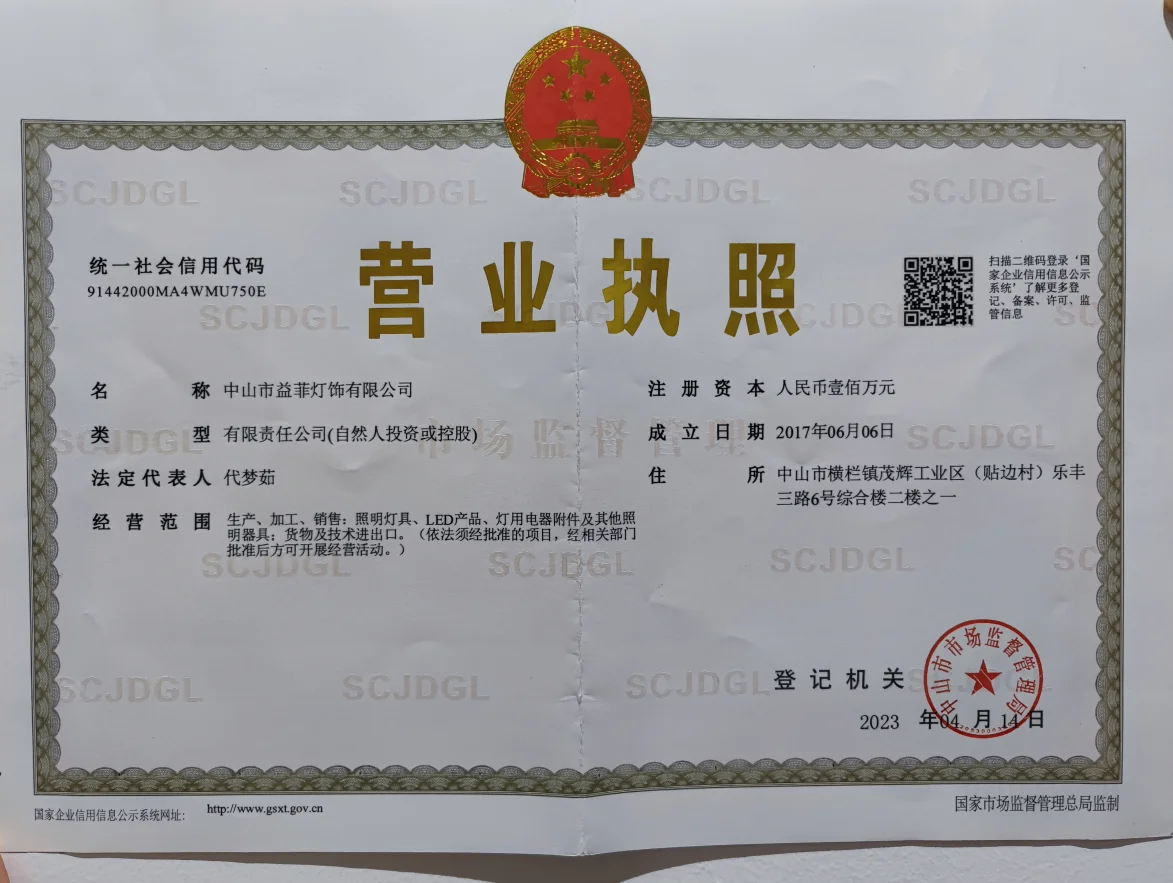 营业执照
统一社会信用代码
91442000MA4WMU750E
扫描二维码登录‘国
家企业信用信息公示
系统’了解更多登
记、备案、许可、监
管信息
名称 中山市益菲灯饰有限公司
类型 有限责任公司(自然人投资或控股)
法定代表人 代梦茹
经营范围 生产、加工、销售：照明灯具、LED产品、灯用电器附件及其他照
明器具；货物及技术进出口。（依法须经批准的项目，经相关部门
批准后方可开展经营活动。）
注册资本 人民币壹佰万元
成立日期 2017年06月06日
住所 中山市横栏镇茂辉工业区（贴边村）乐丰
三路6号综合楼二楼之一
SCJDGL
市场监督管理
登记机关
中山市市场监督管理局
2023 年04 月 14 日
国家企业信用信息公示系统网址: http://www.gsxt.gov.cn
国家市场监督管理总局监制